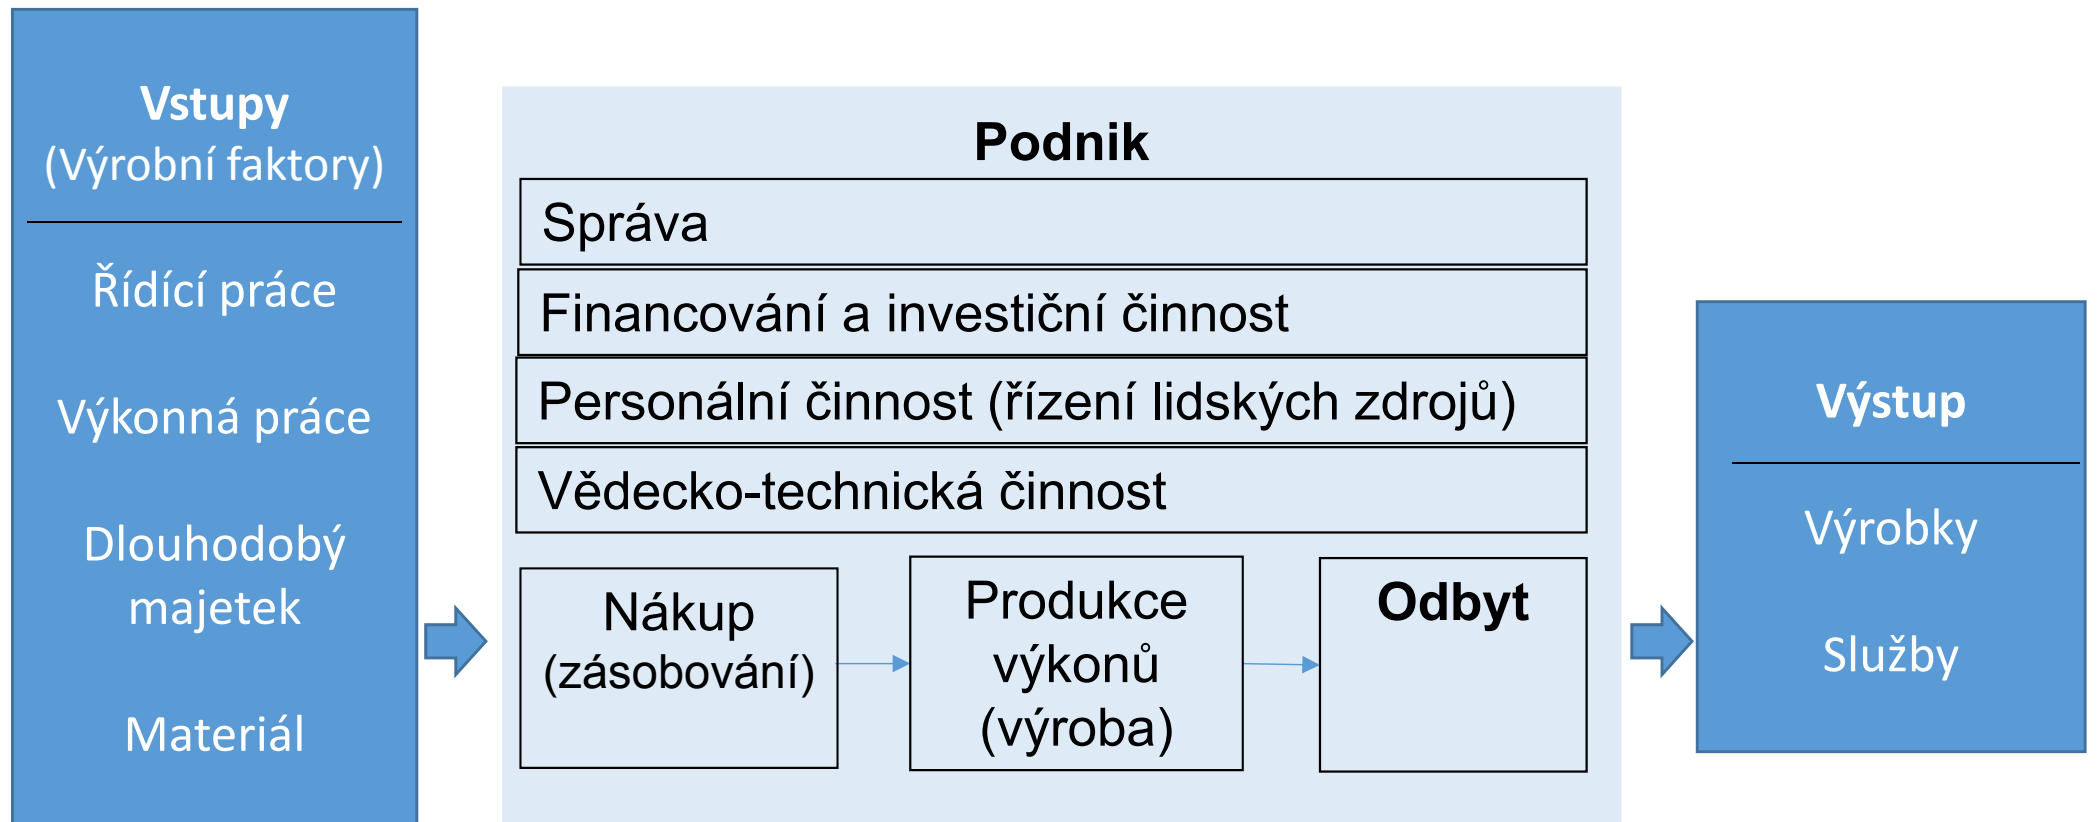 Vstupy
(Výrobní faktory)
Řídící práce
Výkonná práce
Dlouhodobý
majetek
Materiál
Podnik
Správa
Financování a investiční činnost
Personální činnost (řízení lidských zdrojů)
Vědecko-technická činnost
Nákup
(zásobování)
Produkce
výkonů
(výroba)
Odbyt
Výstup
Výrobky
Služby